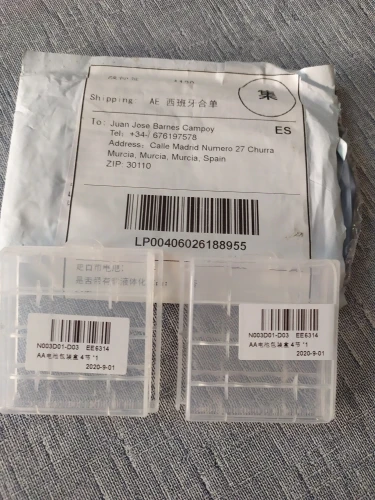 集
Shipping AE 西班牙合单
To: Juan Jose Barnes Campoy
ES
Tel: +34- 676197578
Address: Calle Madrid Numero 27 Churra
Murcia, Murcia, Murcia, Spain
ZIP: 30110
LP00406026188955
N003D01-D03 EE6314
AA电池包装盒 4节 *1
2020-9-01
N003D01-D03 EE6314
AA电池包装盒 4节 *1
2020-9-01